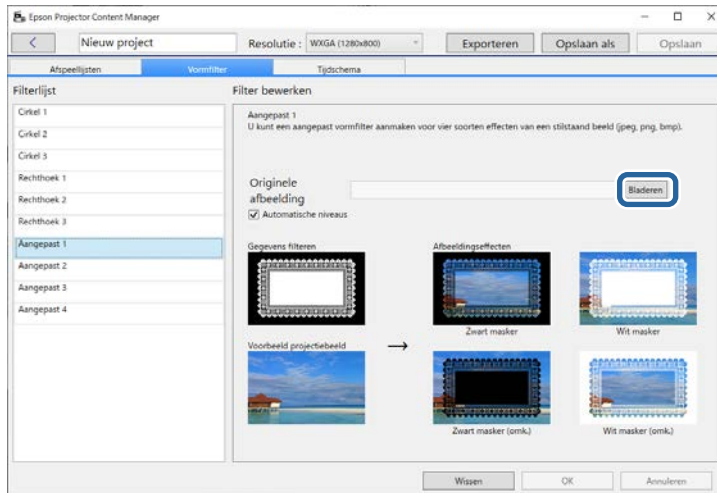 Epson Projector Content Manager
Nieuw project
Resolutie : WXGA (1280x800)
Exporteren
Opslaan als
Opslaan
Afspeellijsten
Vormfilter
Tijdschema
Filterlijst
Filter bewerken
Cirkel 1
Cirkel 2
Cirkel 3
Rechthoek 1
Rechthoek 2
Rechthoek 3
Aangepast 1
Aangepast 2
Aangepast 3
Aangepast 4
Aangepast 1
U kunt een aangepast vormfilter aanmaken voor vier soorten effecten van een stilstaand beeld (jpeg, png, bmp).
Originele
afbeelding
Bladeren
Automatische niveaus
Gegevens filteren
Afbeeldingseffecten
Zwart masker
Wit masker
Voorbeeld projectiebeeld
Zwart masker (omk.)
Wit masker (omk.)
Wissen
OK
Annuleren